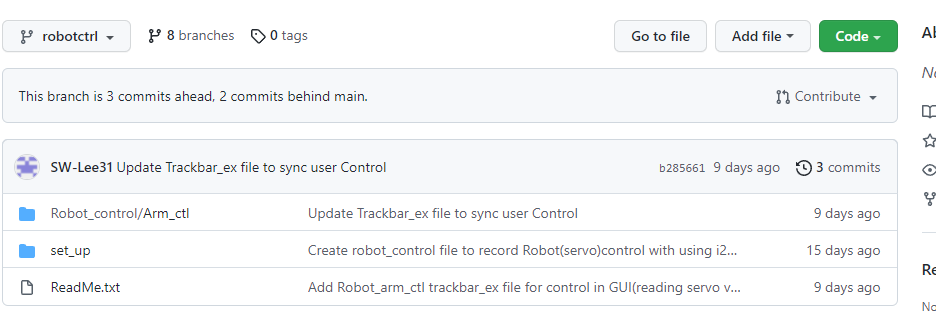 robotctrl 8 branches 0 tags Go to file Add file Code
This branch is 3 commits ahead, 2 commits behind main. Contribute
SW-Lee31 Update Trackbar_ex file to sync user Control b285661 9 days ago 3 commits
Robot_control/Arm_ctl Update Trackbar_ex file to sync user Control 9 days ago
set_up Create robot_control file to record Robot(servo)control with using i2... 15 days ago
ReadMe.txt Add Robot_arm_ctl trackbar_ex file for control in GUI(reading servo v... 9 days ago